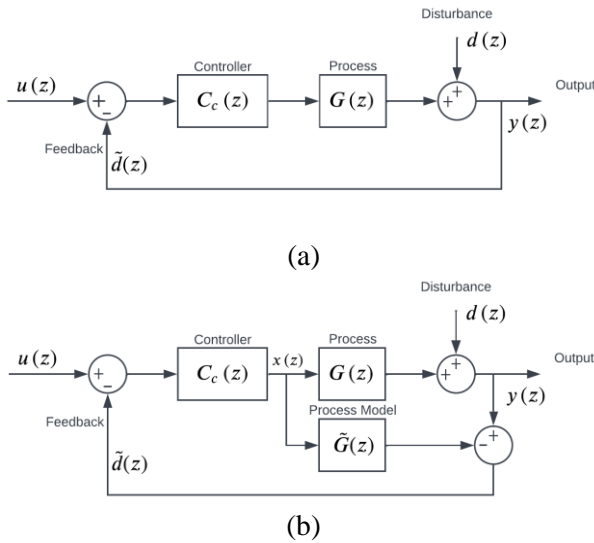 Disturbance
d(z)
u(z)
+
-
Controller
C_c(z)
Process
G(z)
+
+
Output
y(z)
Feedback
d̃(z)
(a)
Disturbance
d(z)
u(z)
+
-
Controller
C_c(z)
x(z)
Process
G(z)
+
+
Output
y(z)
Feedback
Process Model
G̃(z)
-
+
d̃(z)
(b)